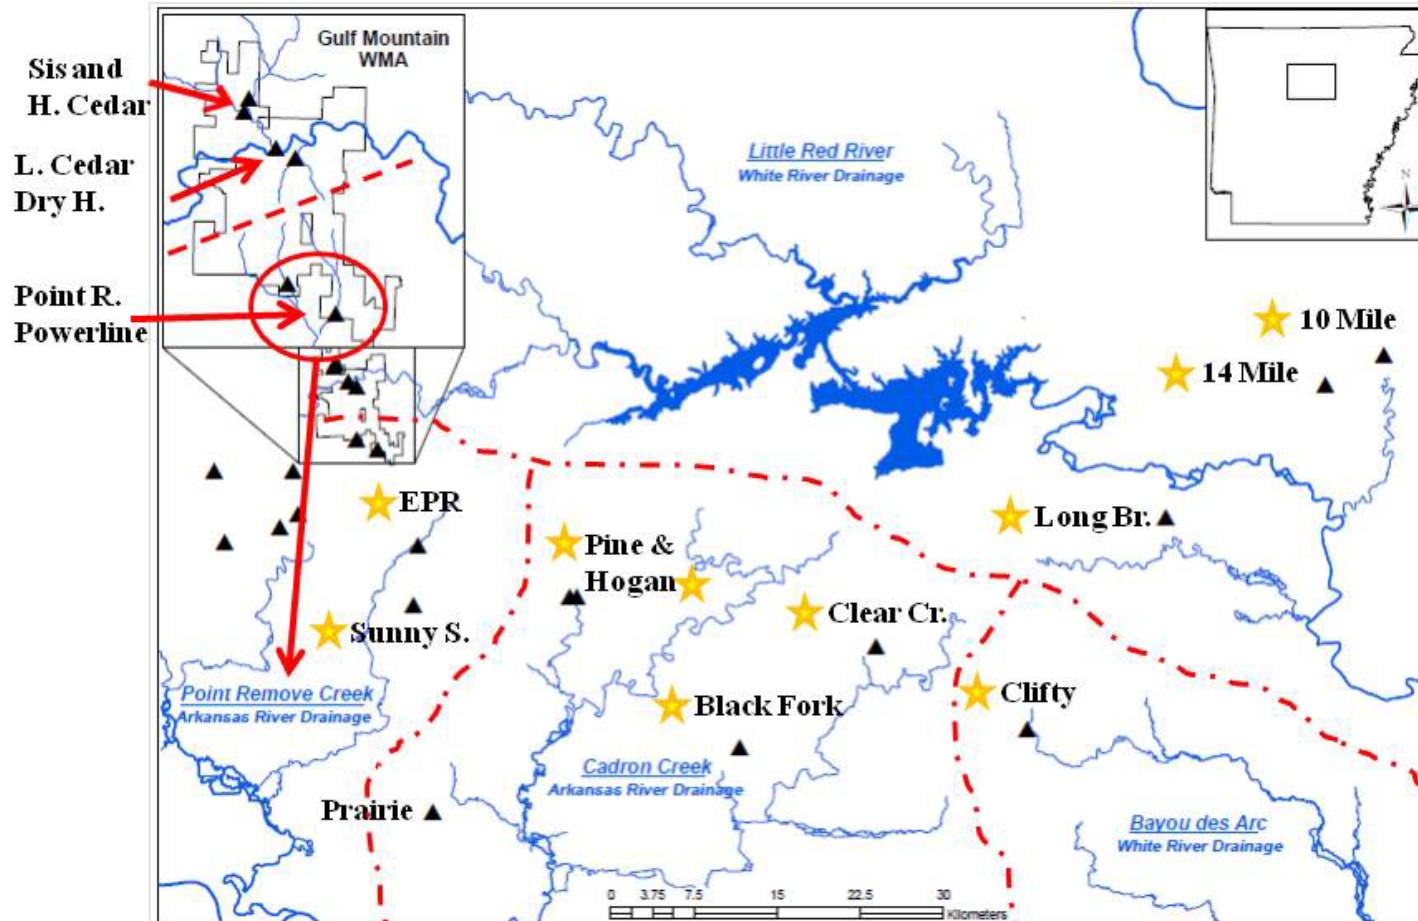 Gulf Mountain
WMA
Sis and
H. Cedar
L. Cedar
Dry H.
Point R.
Powerline
Little Red River
White River Drainage
N
10 Mile
14 Mile
EPR
Long Br.
Pine &
Hogan
Clear Cr.
Sunny S.
Point Remove Creek
Arkansas River Drainage
Black Fork
Clifty
Cadron Creek
Arkansas River Drainage
Prairie
Bayou des Arc
White River Drainage
0 3.75 7.5 15 22.5 30
Kilometers